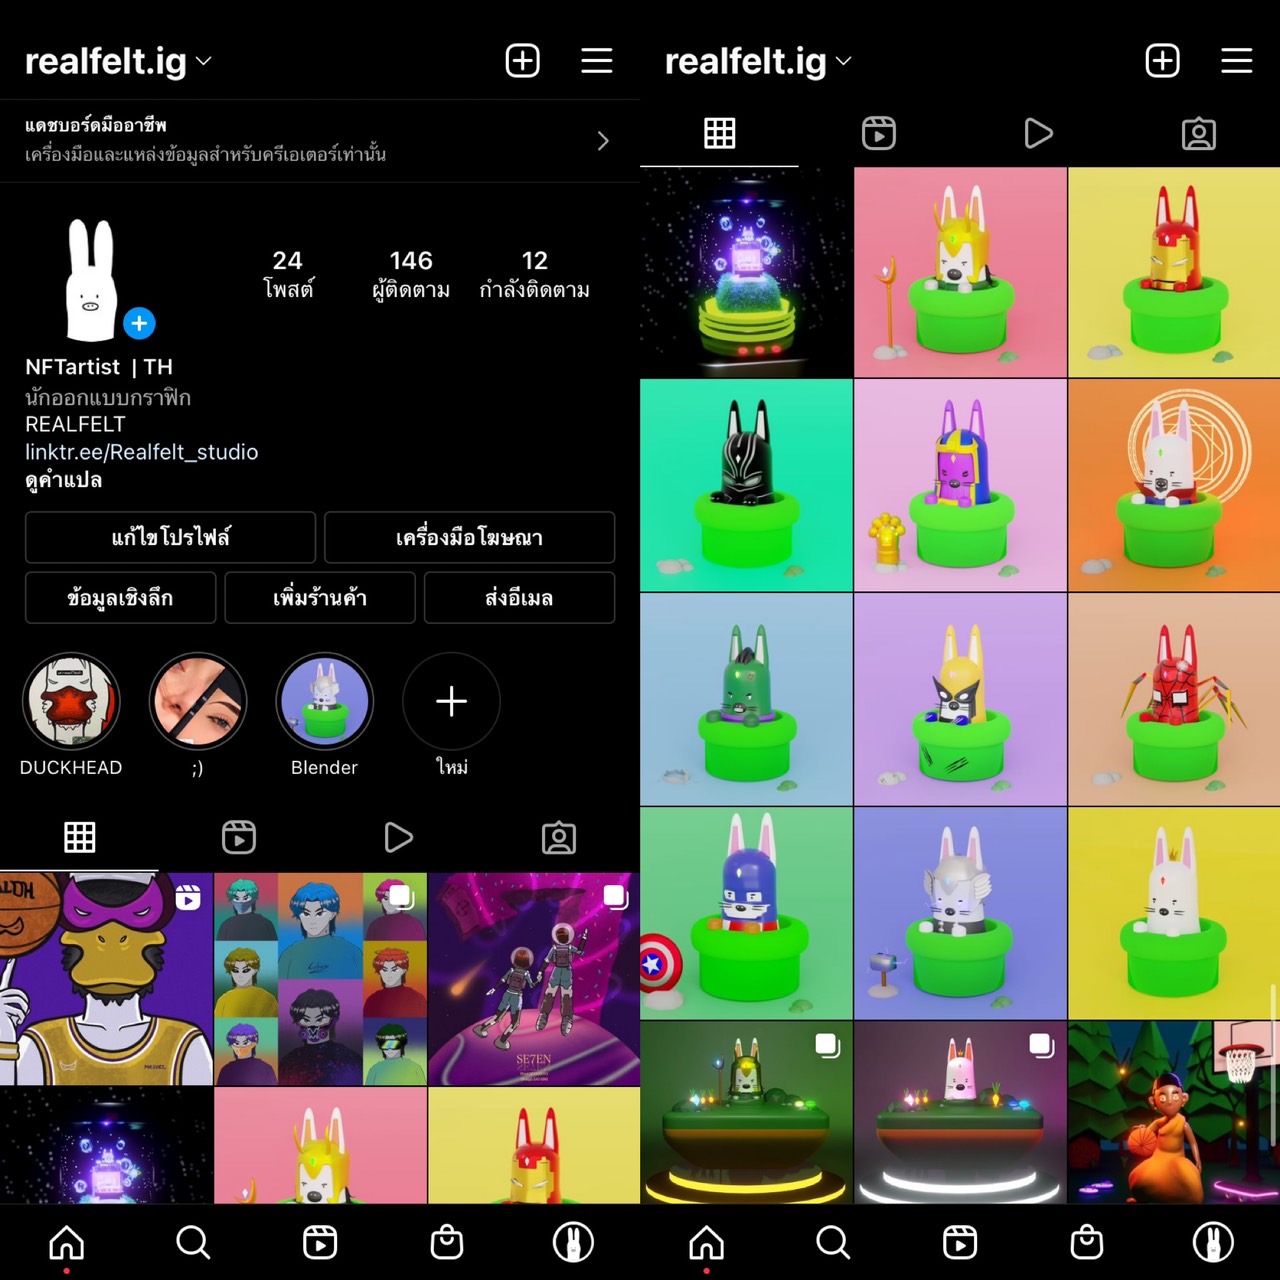 realfelt.ig
แดชบอร์ดมืออาชีพ
เครื่องมือและแหล่งข้อมูลสำหรับครีเอเตอร์เท่านั้น
24
โพสต์
146
ผู้ติดตาม
12
กำลังติดตาม
NFTartist | TH
นักออกแบบกราฟิก
REALFELT
linktr.ee/Realfelt_studio
ดูคำแปล
แก้ไขโปรไฟล์
เครื่องมือโฆษณา
ข้อมูลเชิงลึก
เพิ่มร้านค้า
ส่งอีเมล
DUCKHEAD
;)
Blender
ใหม่
SE7EN
realfelt.ig